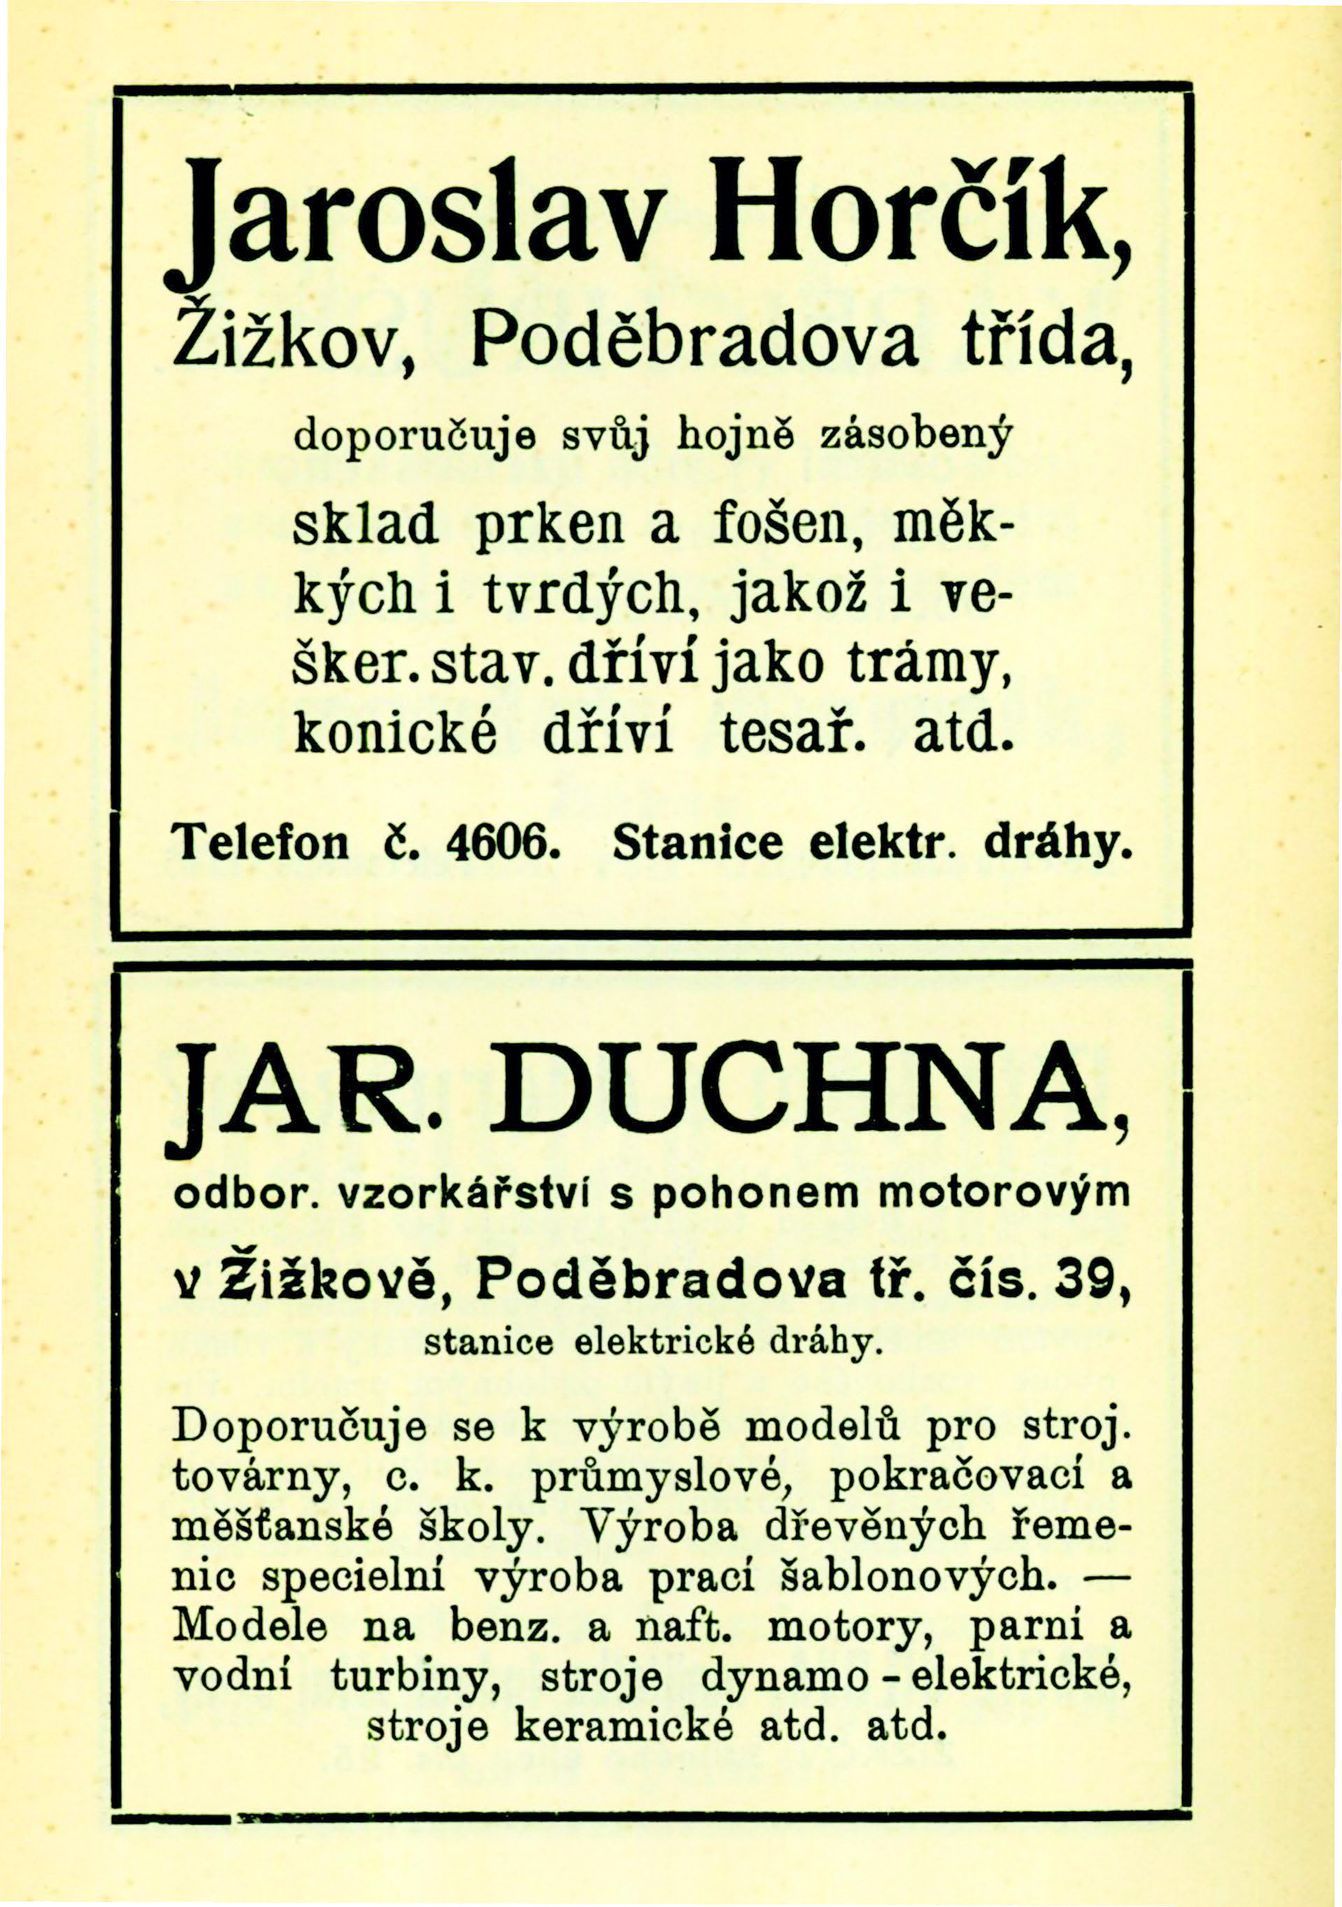 Jaroslav Horčík,
Žižkov, Poděbradova třída,
doporučuje svůj hojně zásobený
sklad prken a fošen, měk-
kých i tvrdých, jakož i ve-
šker. stav. dříví jako trámy,
konické dříví tesař. atd.
Telefon č. 4606. Stanice elektr. dráhy.
JAR. DUCHNA,
odbor. vzorkářství s pohonem motorovým
v Žižkově, Poděbradova tř. čís. 39,
stanice elektrické dráhy.
Doporučuje se k výrobě modelů pro stroj.
továrny, c. k. průmyslové, pokračovací a
měšťanské školy. Výroba dřevěných řeme-
nic specielní výroba prací šablonových. —
Modele na benz. a naft. motory, parní a
vodní turbiny, stroje dynamo-elektrické,
stroje keramické atd. atd.